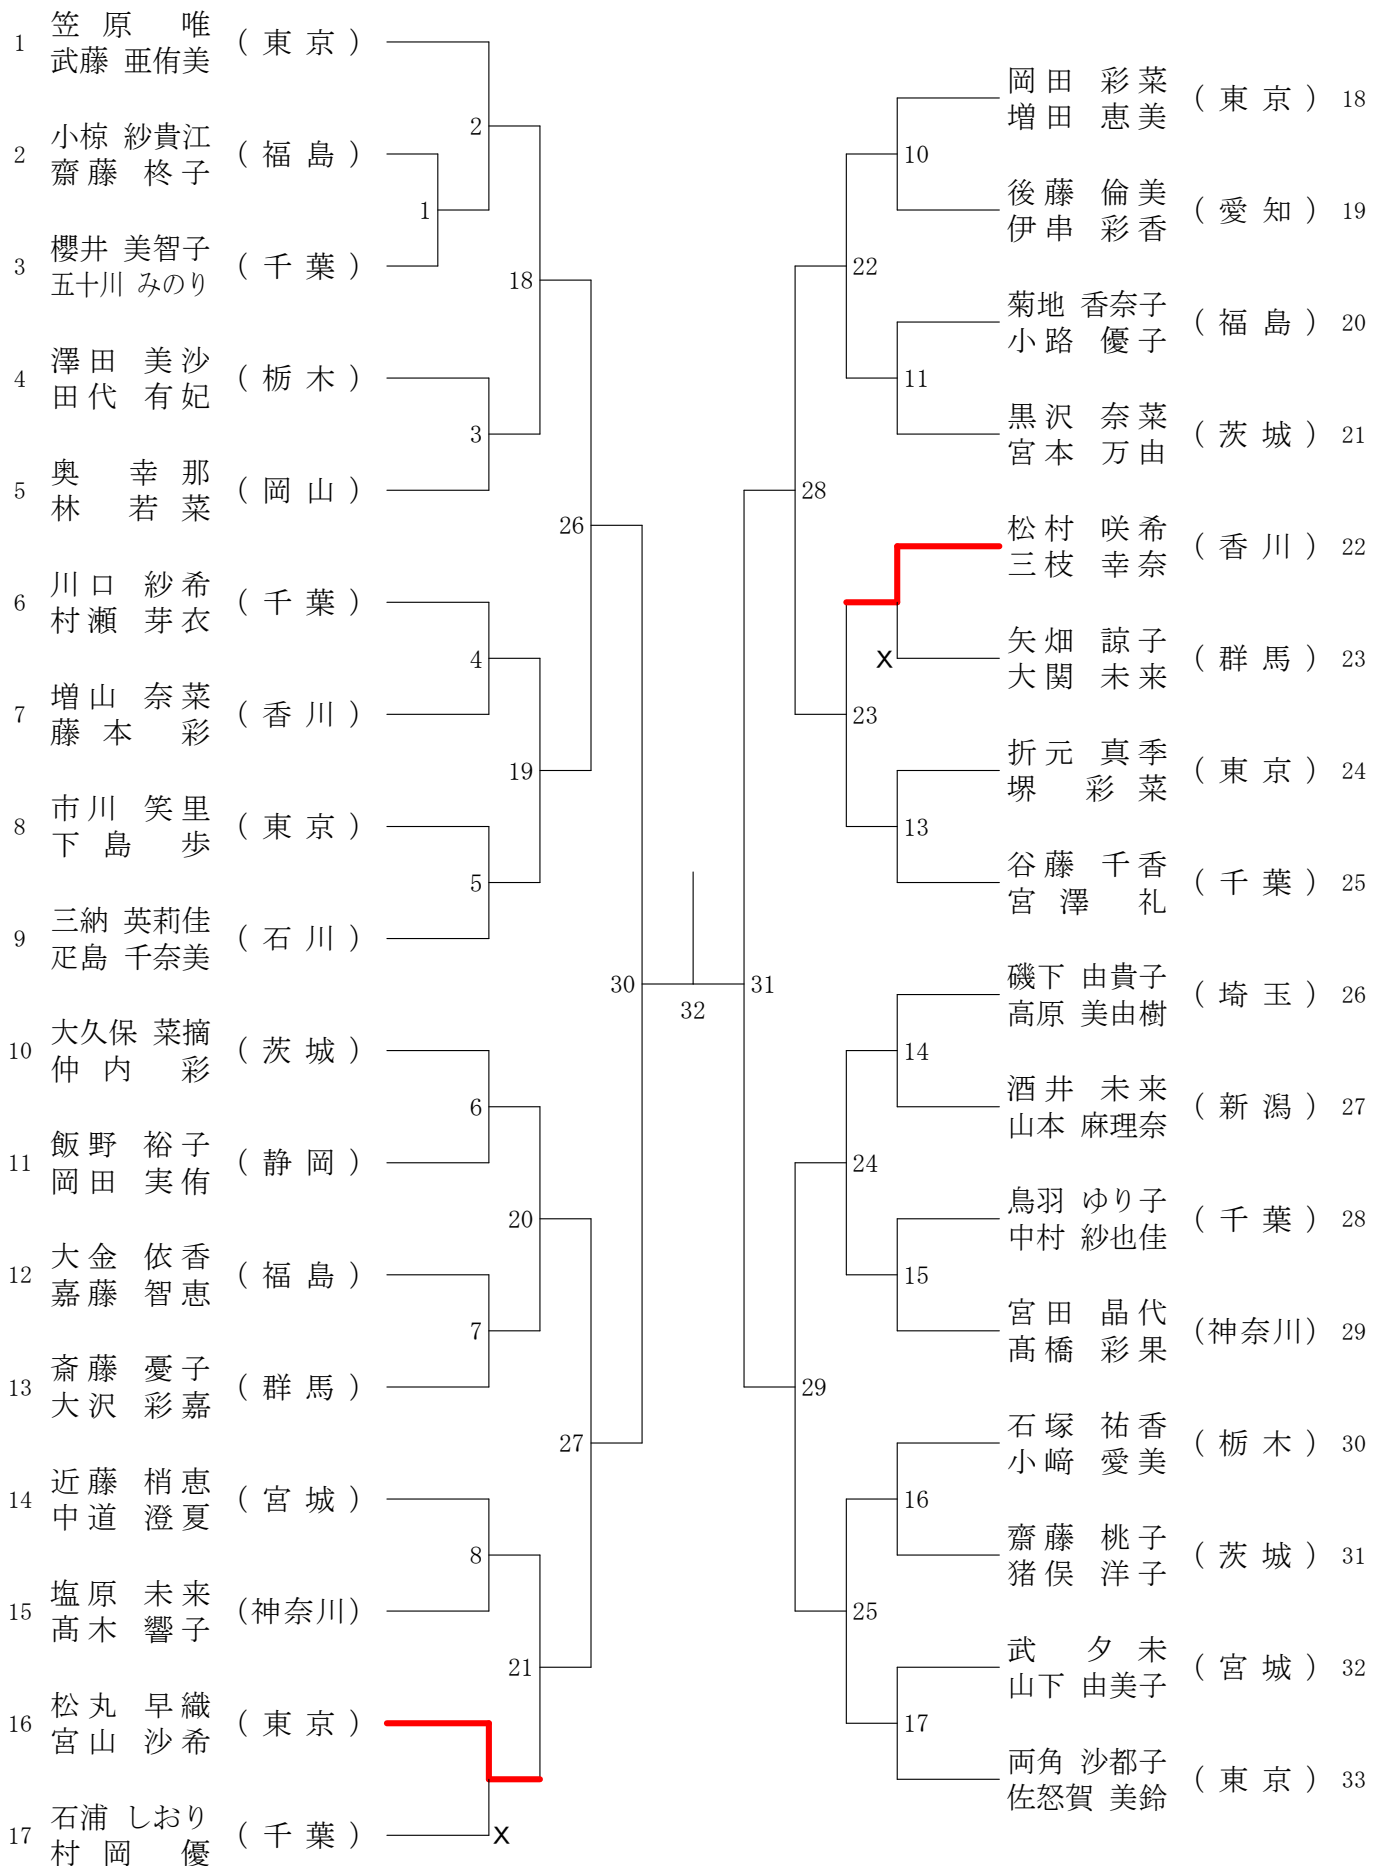 1 笠原 唯 (東京)
武藤 亜侑美
2 小椋 紗貴江 (福島)
齋藤 柊子
3 櫻井 美智子 (千葉)
五十川 みのり
4 澤田 美沙 (栃木)
田代 有妃
5 奥 幸那 (岡山)
林 若菜
6 川口 紗希 (千葉)
村瀬 芽衣
7 増山 奈菜 (香川)
藤本 彩
8 市川 笑里 (東京)
下島 歩
9 三納 英莉佳 (石川)
疋島 千奈美
10 大久保 菜摘 (茨城)
仲内 彩
11 飯野 裕子 (静岡)
岡田 実侑
12 大金 依香 (福島)
嘉藤 智恵
13 斎藤 憂子 (群馬)
大沢 彩嘉
14 近藤 梢恵 (宮城)
中道 澄夏
15 塩原 未来 (神奈川)
髙木 響子
16 松丸 早織 (東京)
宮山 沙希
17 石浦 しおり (千葉)
村岡 優
2
1
18
3
26
4
19
5
30
6
20
7
27
8
21
x
32
31
10
22
11
28
x
23
13
14
24
15
29
16
25
17
岡田 彩菜 (東京) 18
増田 恵美
後藤 倫美 (愛知) 19
伊串 彩香
菊地 香奈子 (福島) 20
小路 優子
黒沢 奈菜 (茨城) 21
宮本 万由
松村 咲希 (香川) 22
三枝 幸奈
矢畑 諒子 (群馬) 23
大関 未来
折元 真季 (東京) 24
堺 彩菜
谷藤 千香 (千葉) 25
宮澤 礼
磯下 由貴子 (埼玉) 26
高原 美由樹
酒井 未来 (新潟) 27
山本 麻理奈
鳥羽 ゆり子 (千葉) 28
中村 紗也佳
宮田 晶代 (神奈川) 29
髙橋 彩果
石塚 祐香 (栃木) 30
小﨑 愛美
齋藤 桃子 (茨城) 31
猪俣 洋子
武 夕未 (宮城) 32
山下 由美子
両角 沙都子 (東京) 33
佐怒賀 美鈴